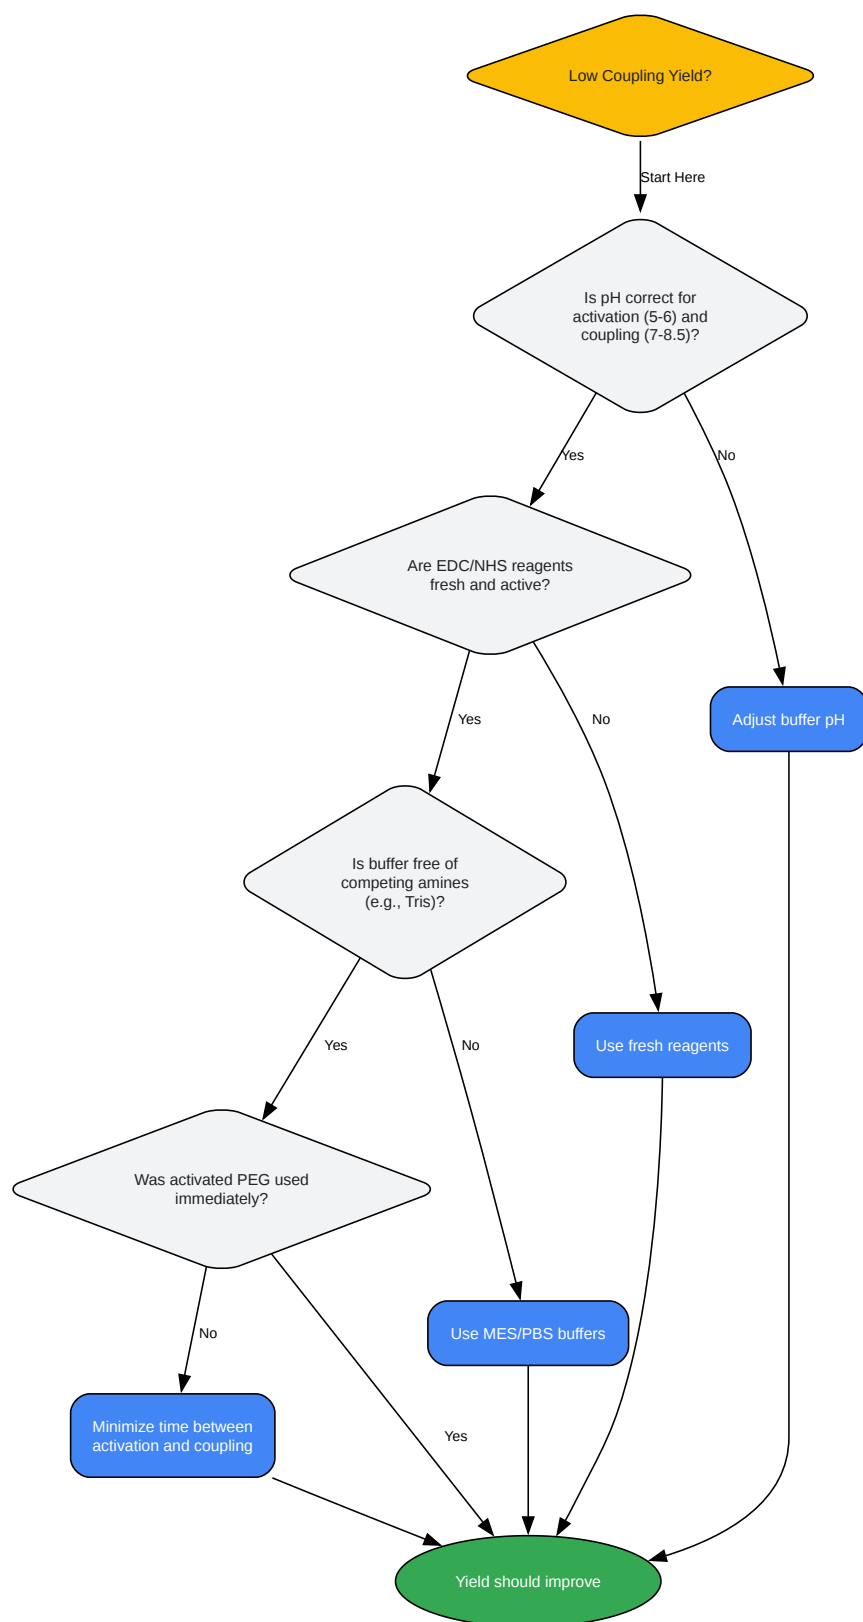 Low Coupling Yield?
Start Here
Is pH correct for
activation (5-6) and
coupling (7-8.5)?
Yes
No
Are EDC/NHS reagents
fresh and active?
Yes
No
Adjust buffer pH
Is buffer free of
competing amines
(e.g., Tris)?
Yes
No
Use fresh reagents
Was activated PEG used
immediately?
No
Use MES/PBS buffers
Minimize time between
activation and coupling
Yes
Yield should improve